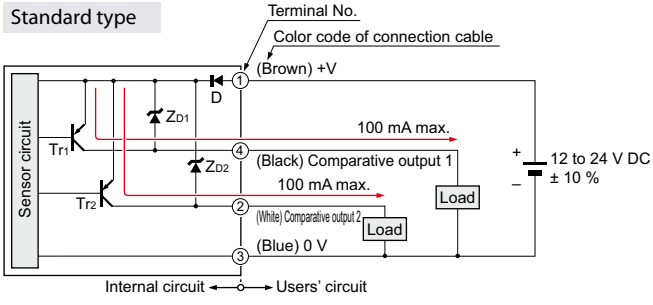 Standard type
Terminal No.
Color code of connection cable
1 (Brown) +V
D
ZD1
100 mA max.
Tr1
4 (Black) Comparative output 1
ZD2
100 mA max.
Tr2
2 (White) Comparative output 2
Load
Load
+
12 to 24 V DC
–
± 10 %
Sensor circuit
3 (Blue) 0 V
Internal circuit
Users' circuit